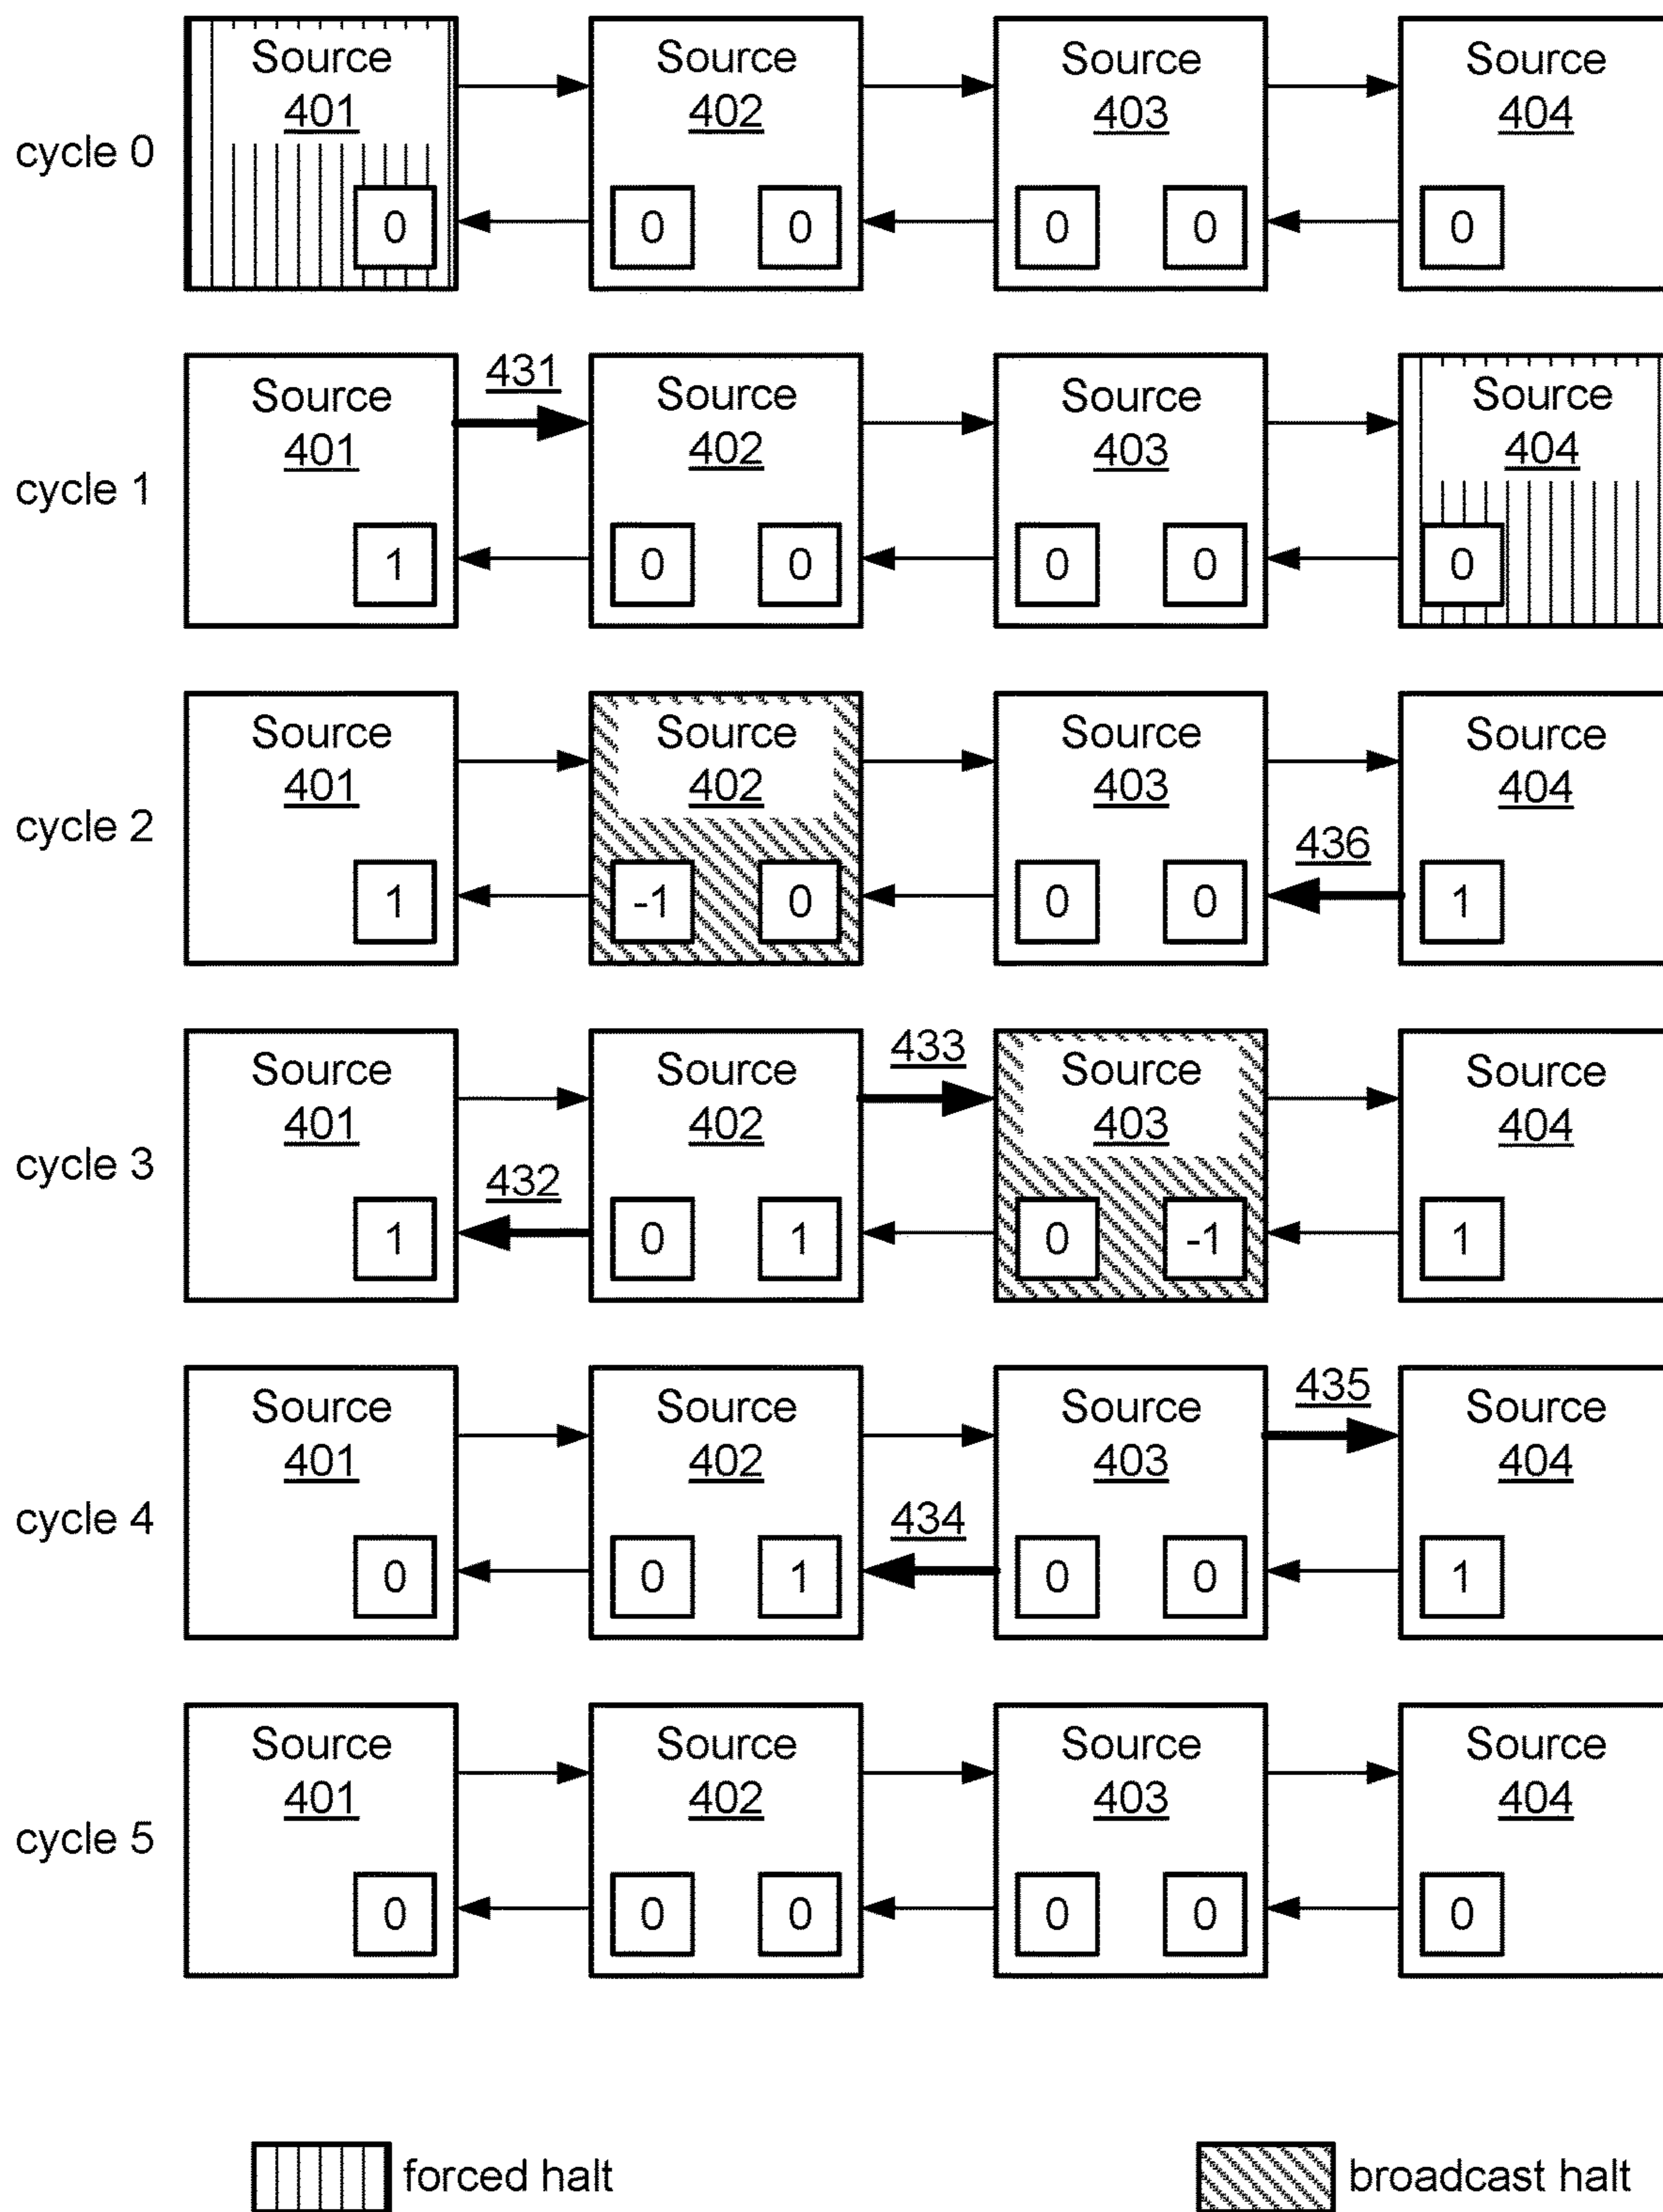 Source Source Source Source
401 402 403 404
cycle 0
0 0 0 0 0 0
431
Source Source Source Source
401 402 403 404
cycle 1
1 0 0 0 0 0
Source Source Source Source
401 402 403 404
cycle 2
436
1 -1 0 0 0 1
433
Source Source Source Source
401 402 403 404
cycle 3
432
1 0 1 0 -1 1
435
Source Source Source Source
401 402 403 404
cycle 4
434
0 0 1 0 0 1
Source Source Source Source
401 402 403 404
cycle 5
0 0 0 0 0 0
forced halt broadcast halt